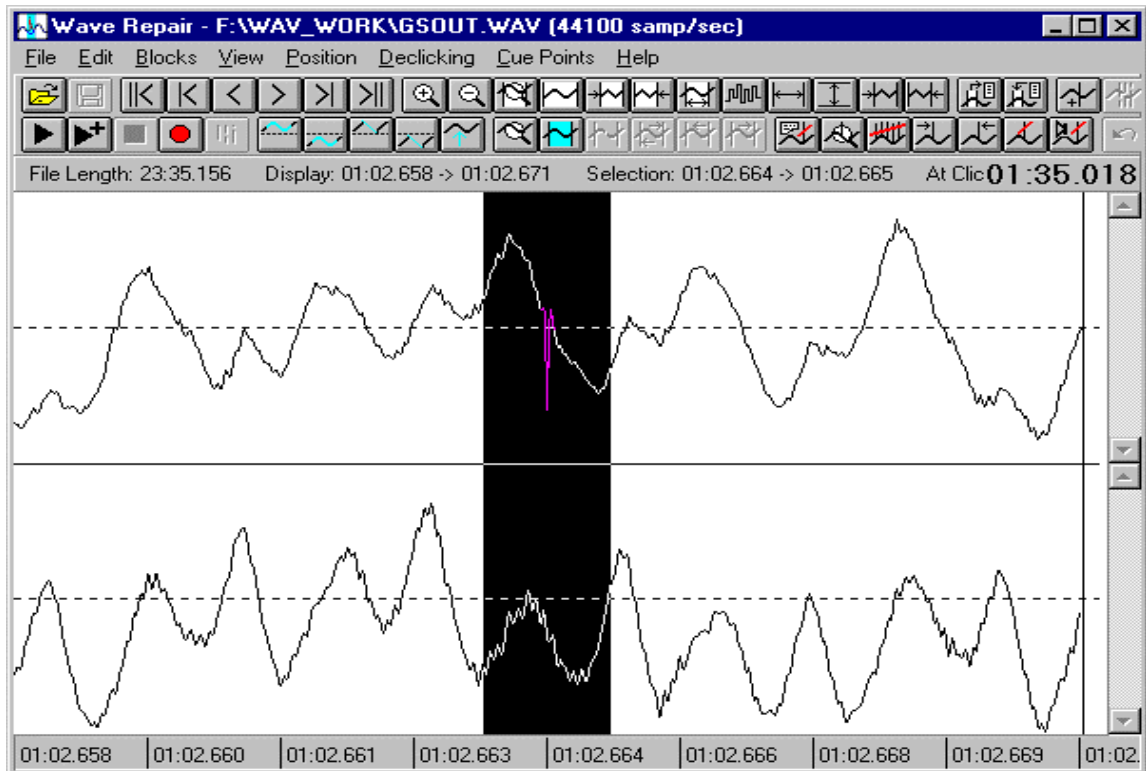 Wave Repair - F:\WAV_WORK\GSOUT.WAV (44100 samp/sec)
File Edit Blocks View Position Declicking Cue Points Help
File Length: 23:35.156 Display: 01:02.658 -> 01:02.671 Selection: 01:02.664 -> 01:02.665 At Clic 01:35.018
01:02.658 01:02.660 01:02.661 01:02.663 01:02.664 01:02.666 01:02.668 01:02.669 01:02.